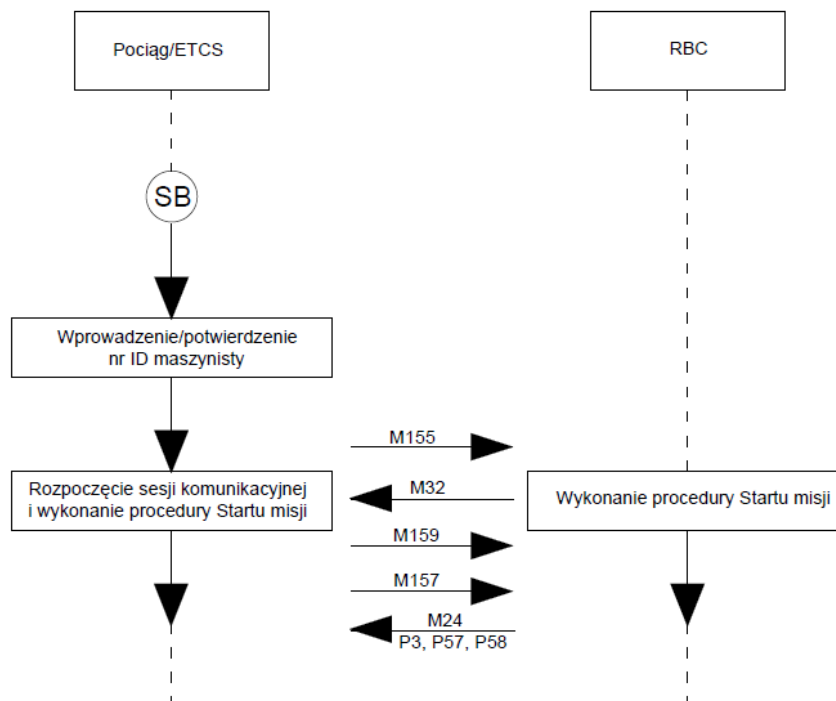 Pociąg/ETCS
RBC
SB
Wprowadzenie/potwierdzenie
nr ID maszynisty
M155
Rozpoczęcie sesji komunikacyjnej
i wykonanie procedury Startu misji
M32
Wykonanie procedury Startu misji
M159
M157
M24
P3, P57, P58